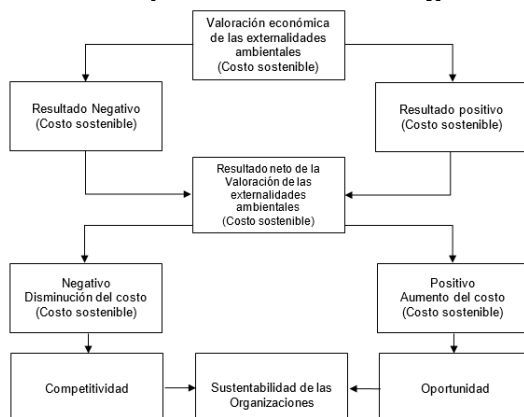 Valoración económica
de las externalidades
ambientales
(Costo sostenible)
Resultado Negativo
(Costo sostenible)
Resultado positivo
(Costo sostenible)
Resultado neto de la
Valoración de las
externalidades
ambientales
(Costo sostenible)
Negativo
Disminución del costo
(Costo sostenible)
Positivo
Aumento del costo
(Costo sostenible)
Competitividad
Sustentabilidad de las
Organizaciones
Oportunidad